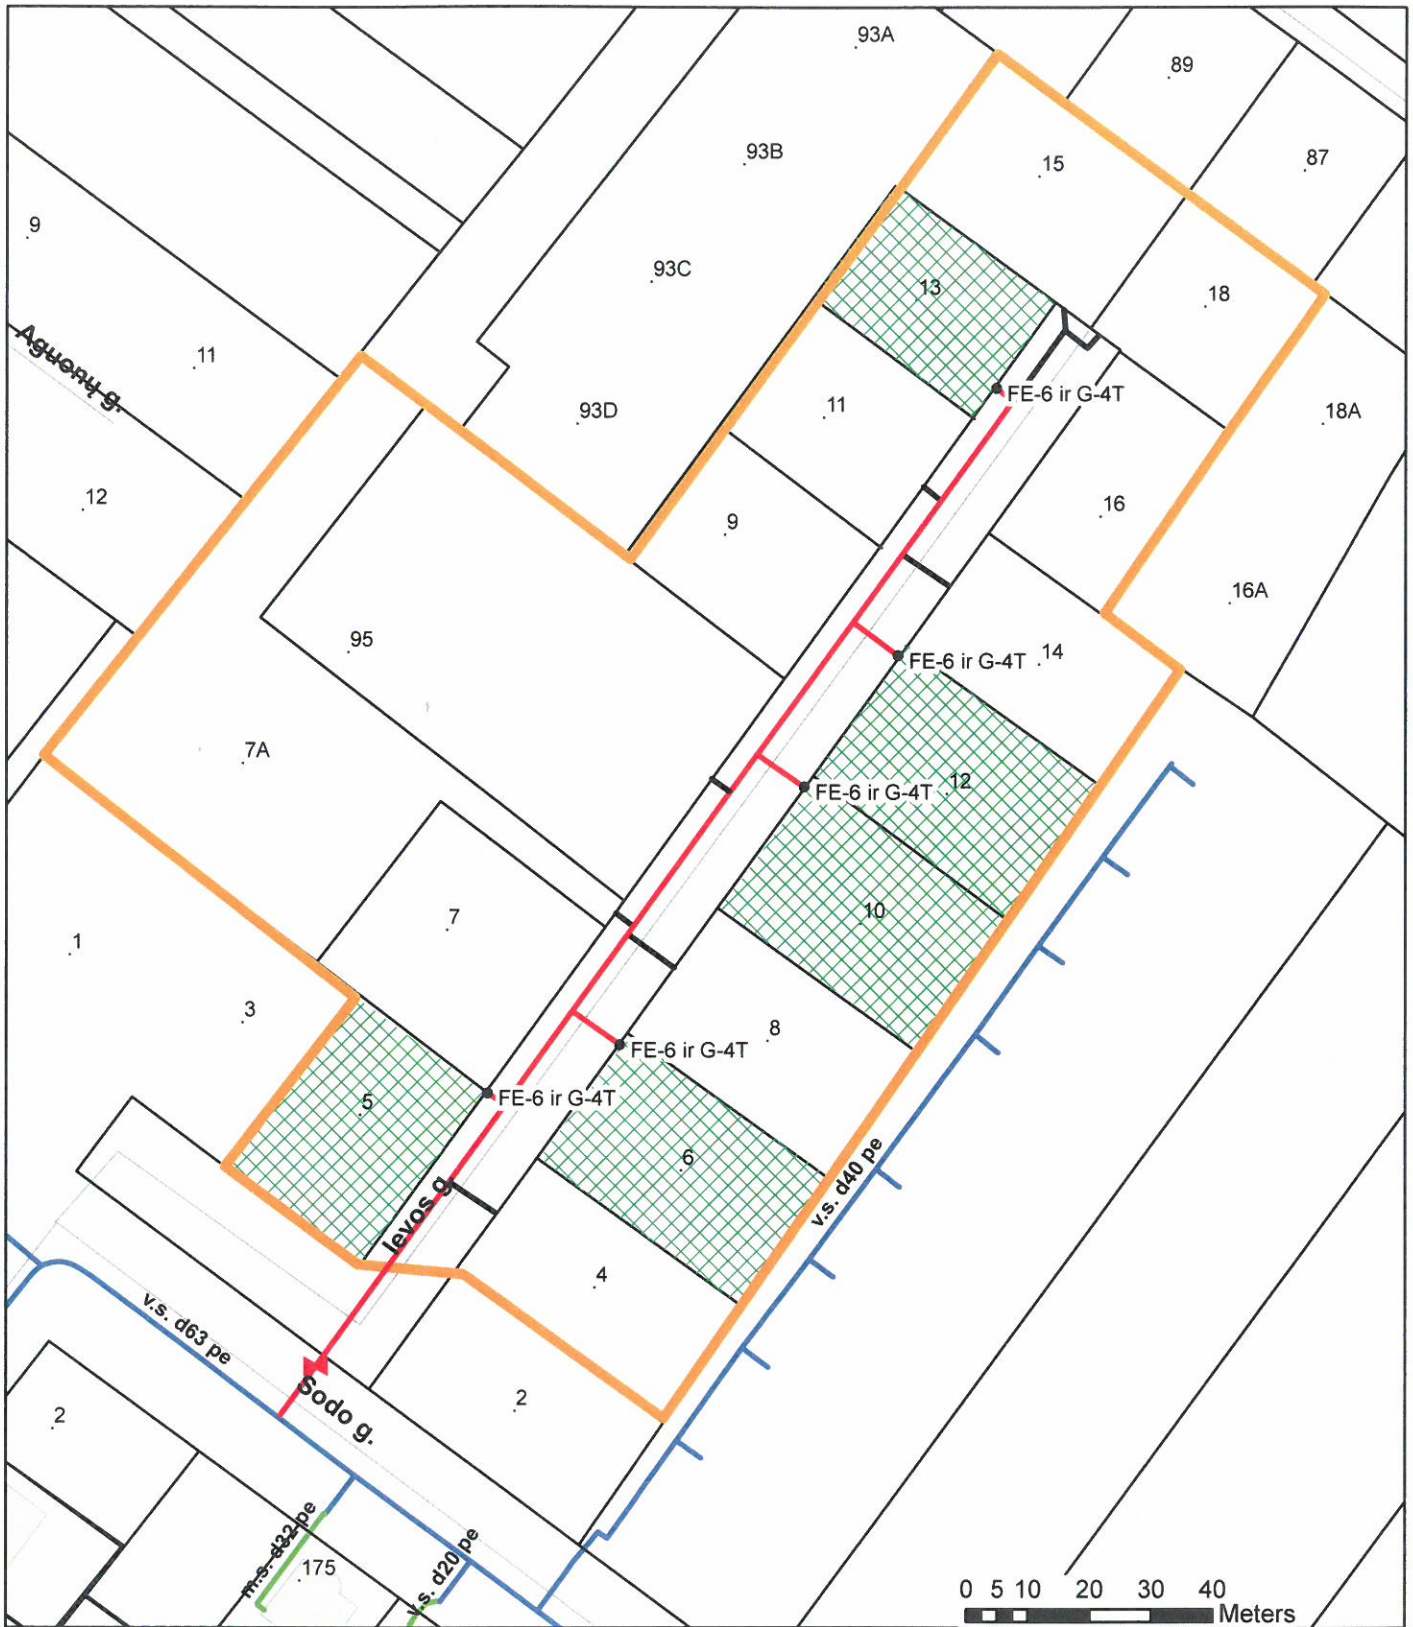 93A
89
93B
15
87
9
93C
13
18
Aguonų g.
11
FE-6 ir G-4T
93D
11
18A
12
9
16
16A
95
14
FE-6 ir G-4T
7A
12
FE-6 ir G-4T
10
7
1
3
8
FE-6 ir G-4T
FE-6 ir G-4T
5
6
v.s. d40 pe
Ievos g.
4
v.s. d63 pe
Sodo g.
2
2
m.s. d32 pe
v.s. d20 pe
175
0 5 10 20 30 40
Meters